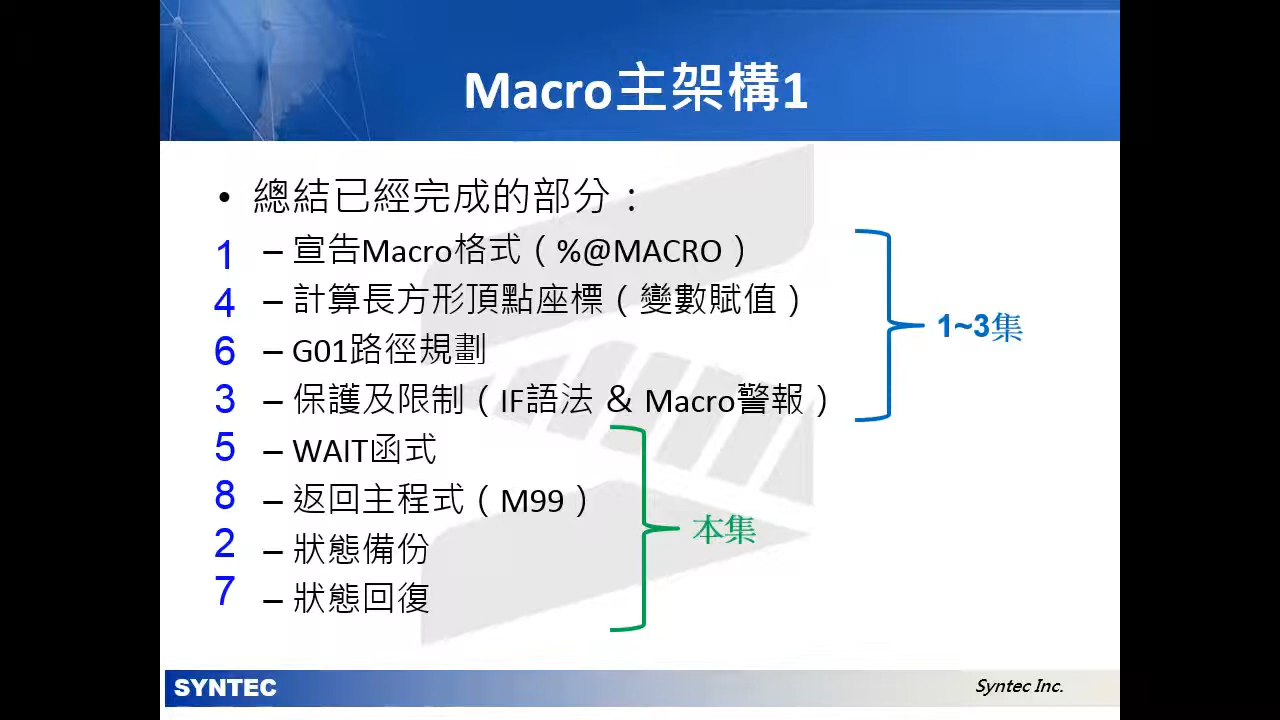 Macro主架構1
• 總結已經完成的部分：
1 – 宣告Macro格式（%@MACRO）
4 – 計算長方形頂點座標（變數賦值）
6 – G01路徑規劃
3 – 保護及限制（IF語法 & Macro警報）
1~3集
5 – WAIT函式
8 – 返回主程式（M99）
2 – 狀態備份
7 – 狀態回復
本集
SYNTEC
Syntec Inc.